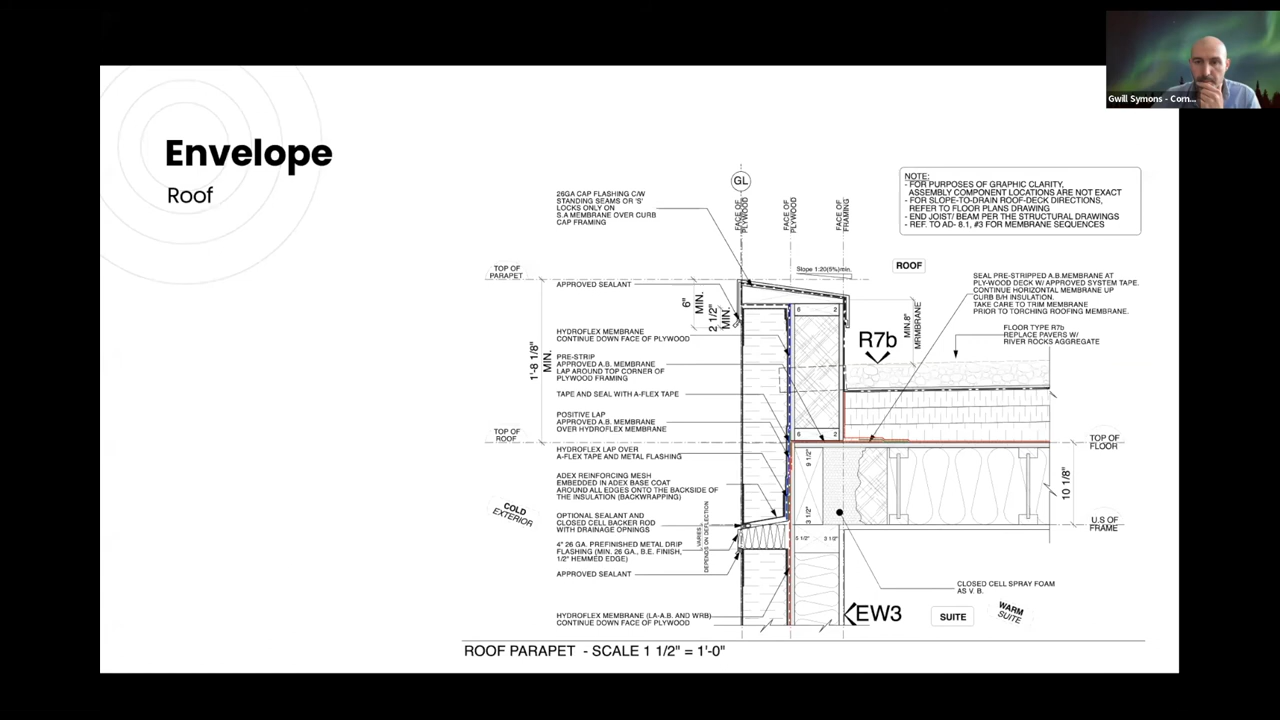 Gwill Symons - Com...
Envelope
Roof
GL
26GA CAP FLASHING C/W
STANDING SEAMS OR 'S'
LOCKS ONLY ON
S.A MEMBRANE OVER CURB
CAP FRAMING
FACE OF
PLYWOOD
FACE OF
PLYWOOD
FACE OF
FRAMING
NOTE:
- FOR PURPOSES OF GRAPHIC CLARITY,
ASSEMBLY COMPONENT LOCATIONS ARE NOT EXACT
- FOR SLOPE-TO-DRAIN ROOF-DECK DIRECTIONS,
REFER TO FLOOR PLANS DRAWING
- END JOIST/ BEAM PER THE STRUCTURAL DRAWINGS
- REF. TO AD- 8.1, #3 FOR MEMBRANE SEQUENCES
TOP OF
PARAPET
Slope 1:20(5%)min.
ROOF
SEAL PRE-STRIPPED A.B.MEMBRANE AT
PLY-WOOD DECK W/ APPROVED SYSTEM TAPE.
CONTINUE HORIZONTAL MEMBRANE UP
CURB B/H INSULATION.
TAKE CARE TO TRIM MEMBRANE
PRIOR TO TORCHING ROOFING MEMBRANE.
APPROVED SEALANT
6"
MIN.
2 1/2"
MIN.
6 2
MIN.8"
MRMBRANE
FLOOR TYPE R7b
REPLACE PAVERS W/
RIVER ROCKS AGGREGATE
HYDROFLEX MEMBRANE
CONTINUE DOWN FACE OF PLYWOOD
R7b
1'-8 1/8"
MIN.
PRE-STRIP
APPROVED A.B. MEMBRANE
LAP AROUND TOP CORNER OF
PLYWOOD FRAMING
TAPE AND SEAL WITH A-FLEX TAPE
POSITIVE LAP
APPROVED A.B. MEMBRANE
OVER HYDROFLEX MEMBRANE
TOP OF
ROOF
6 2
TOP OF
FLOOR
HYDROFLEX LAP OVER
A-FLEX TAPE AND METAL FLASHING
9 1/2"
10 1/8"
ADEX REINFORCING MESH
EMBEDDED IN ADEX BASE COAT
AROUND ALL EDGES ONTO THE BACKSIDE OF
THE INSULATION (BACKWRAPPING)
COLD
EXTERIOR
OPTIONAL SEALANT AND
CLOSED CELL BACKER ROD
WITH DRAINAGE OPNINGS
VARIES
DEPENDS ON DEFLECTION
3 1/2"
U.S OF
FRAME
4" 26 GA. PREFINISHED METAL DRIP
FLASHING (MIN. 26 GA., B.E. FINISH,
1/2" HEMMED EDGE)
5 1/2" 3 1/2"
APPROVED SEALANT
CLOSED CELL SPRAY FOAM
AS V. B.
HYDROFLEX MEMBRANE (LA-A.B. AND WRB)
CONTINUE DOWN FACE OF PLYWOOD
EW3
SUITE
WARM
SUITE
ROOF PARAPET - SCALE 1 1/2" = 1'-0"